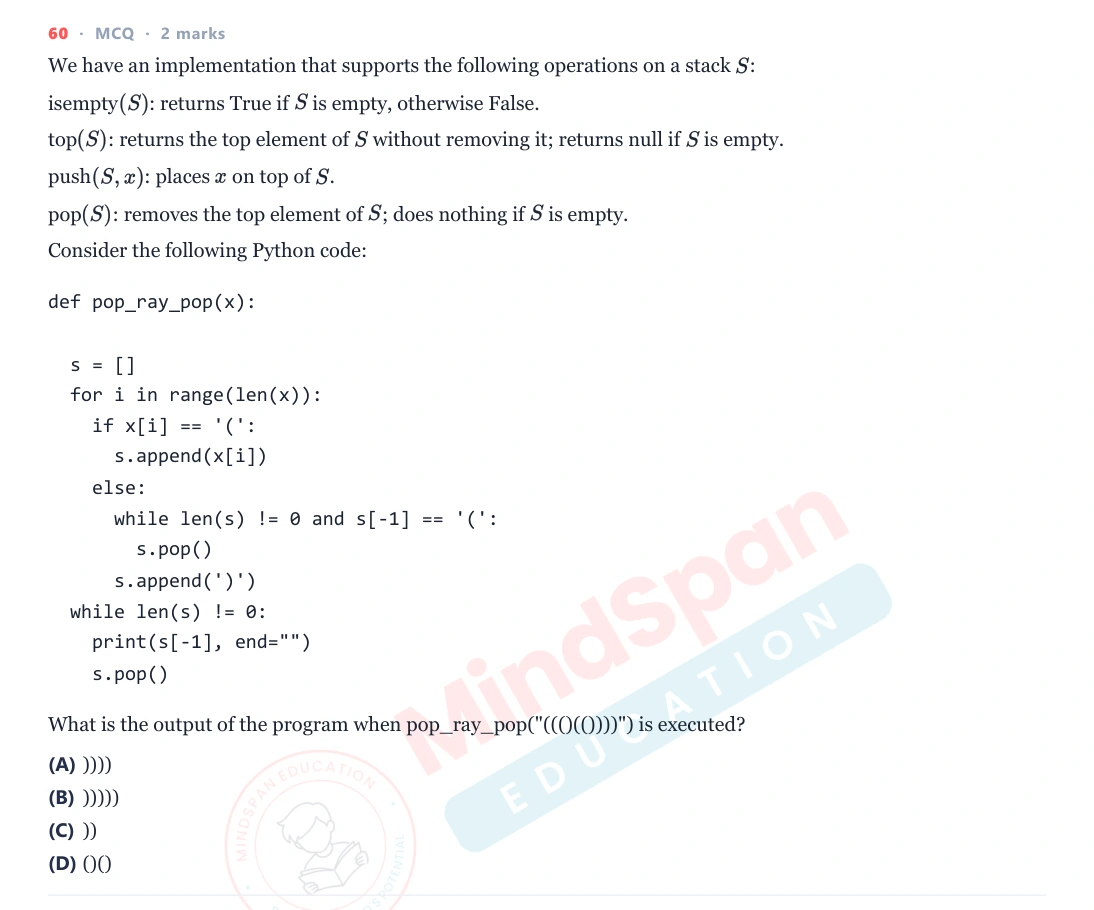 60 · MCQ · 2 marks
We have an implementation that supports the following operations on a stack S:
isempty(S): returns True if S is empty, otherwise False.
top(S): returns the top element of S without removing it; returns null if S is empty.
push(S, x): places x on top of S.
pop(S): removes the top element of S; does nothing if S is empty.
Consider the following Python code:
def pop_ray_pop(x):
  s = []
  for i in range(len(x)):
    if x[i] == '(':
      s.append(x[i])
    else:
      while len(s) != 0 and s[-1] == '(':
        s.pop()
      s.append(')')
  while len(s) != 0:
    print(s[-1], end="")
    s.pop()
What is the output of the program when pop_ray_pop("((()(())))") is executed?
(A) ))))
(B) )))))
(C) ))
(D) ()()
MindSpan
EDUCATION
MINDSPAN EDUCATION